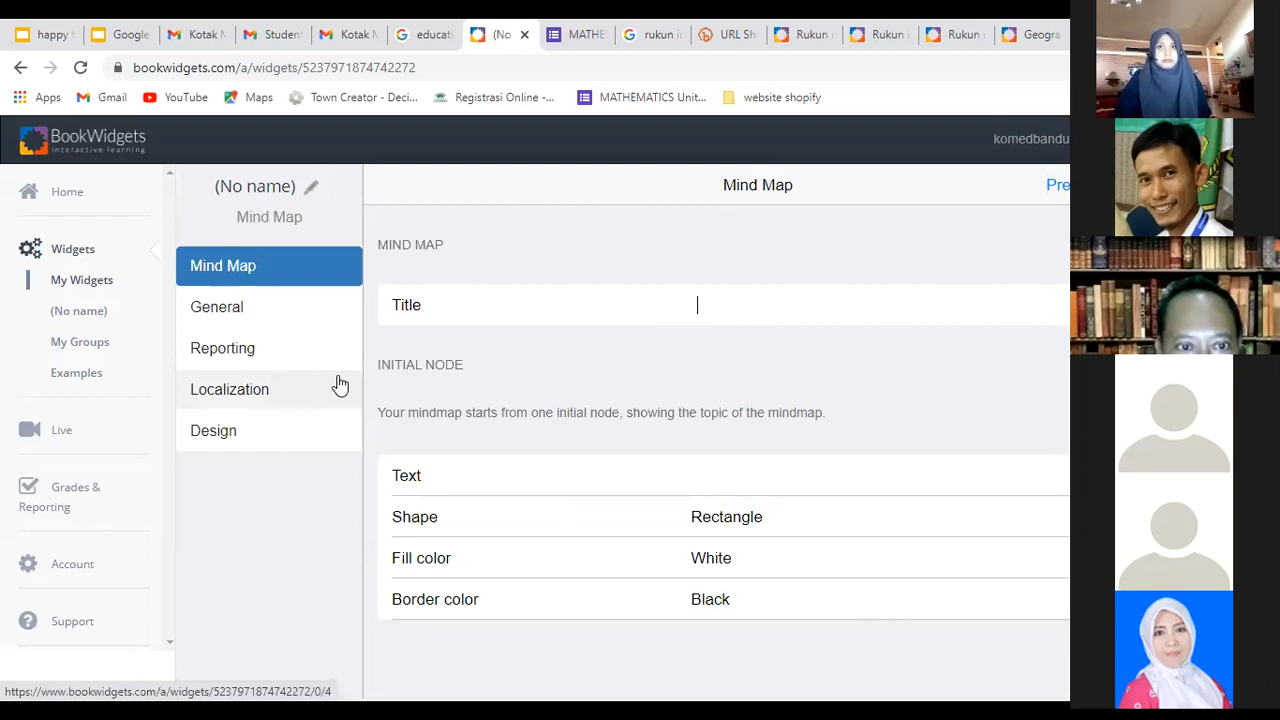 happy t
Google
Kotak M
Studen
Kotak M
educati
(No
MATHE
rukun i
URL Sh
Rukun
Rukun
Rukun
Geogra
bookwidgets.com/a/widgets/5237971874742272/0
Apps
Gmail
YouTube
Maps
Town Creator - Deci...
Registrasi Online -...
MATHEMATICS Unit...
website shopify
BookWidgets
interactive learning
komedbandu
Home
Widgets
My Widgets
(No name)
My Groups
Examples
Live
Grades &
Reporting
Account
Support
(No name)
Mind Map
Mind Map
General
Reporting
Localization
Design
Mind Map
Pre
MIND MAP
Title
INITIAL NODE
Your mindmap starts from one initial node, showing the topic of the mindmap.
Text
Shape Rectangle
Fill color White
Border color Black
https://www.bookwidgets.com/a/widgets/5237971874742272/0/4